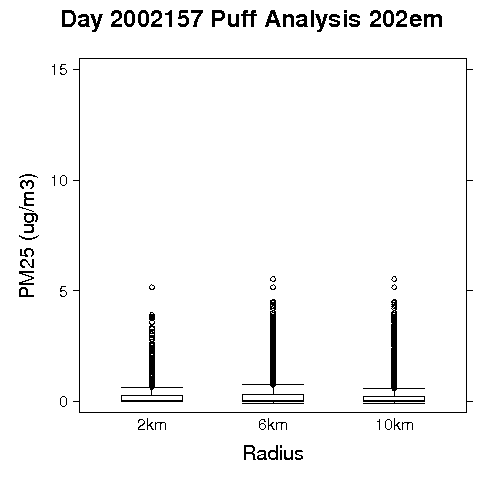 Day 2002157 Puff Analysis 202em
15
10
5
0
PM25 (ug/m3)
2km 6km 10km
Radius